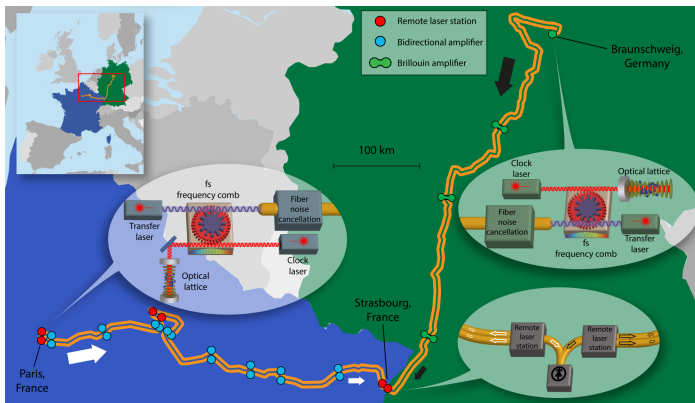 Remote laser station
Bidirectional amplifier
Brillouin amplifier
Braunschweig,
Germany
100 km
fs
frequency comb
Fiber
noise
cancellation
Transfer
laser
Clock
laser
Optical
lattice
Clock
laser
Optical lattice
Fiber
noise
cancellation
fs
frequency comb
Transfer
laser
Strasbourg,
France
Paris,
France
Remote
laser
station
Remote
laser
station